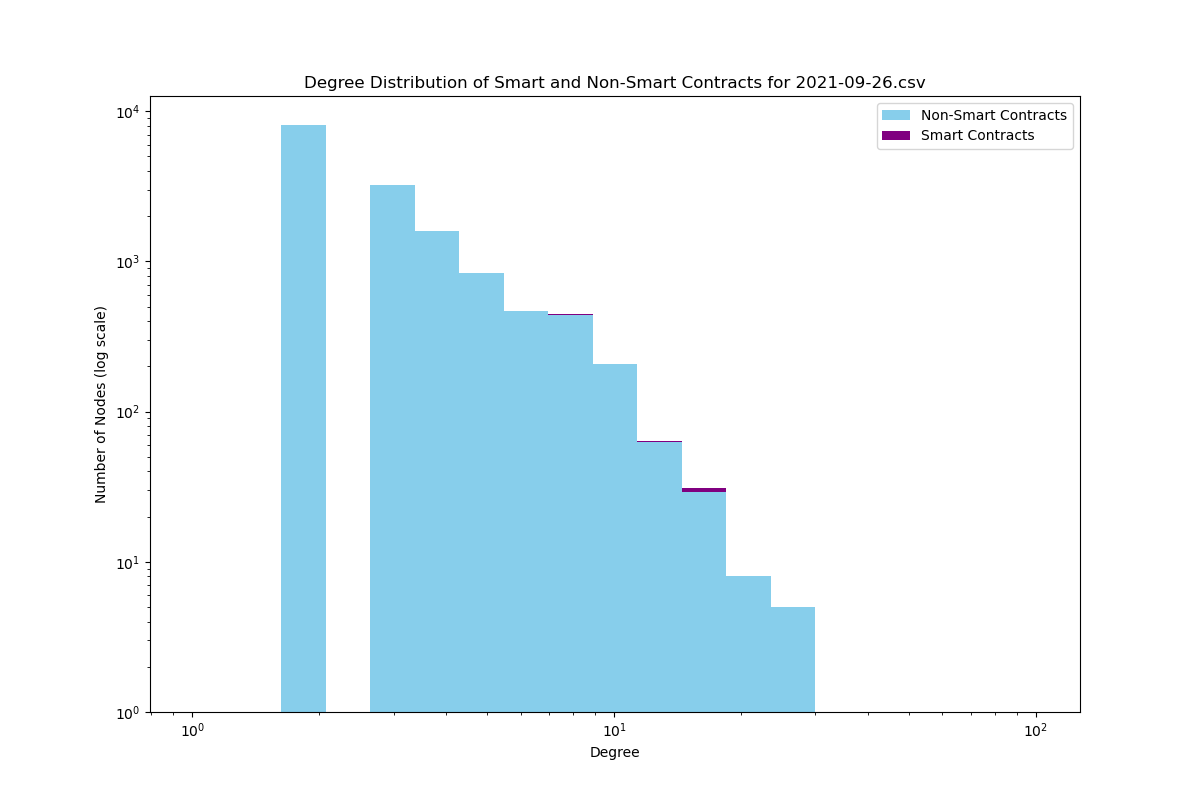 Degree Distribution of Smart and Non-Smart Contracts for 2021-09-26.csv
Non-Smart Contracts
Smart Contracts
Number of Nodes (log scale)
10⁴
10³
10²
10¹
10⁰
10⁰ 10¹ 10²
Degree